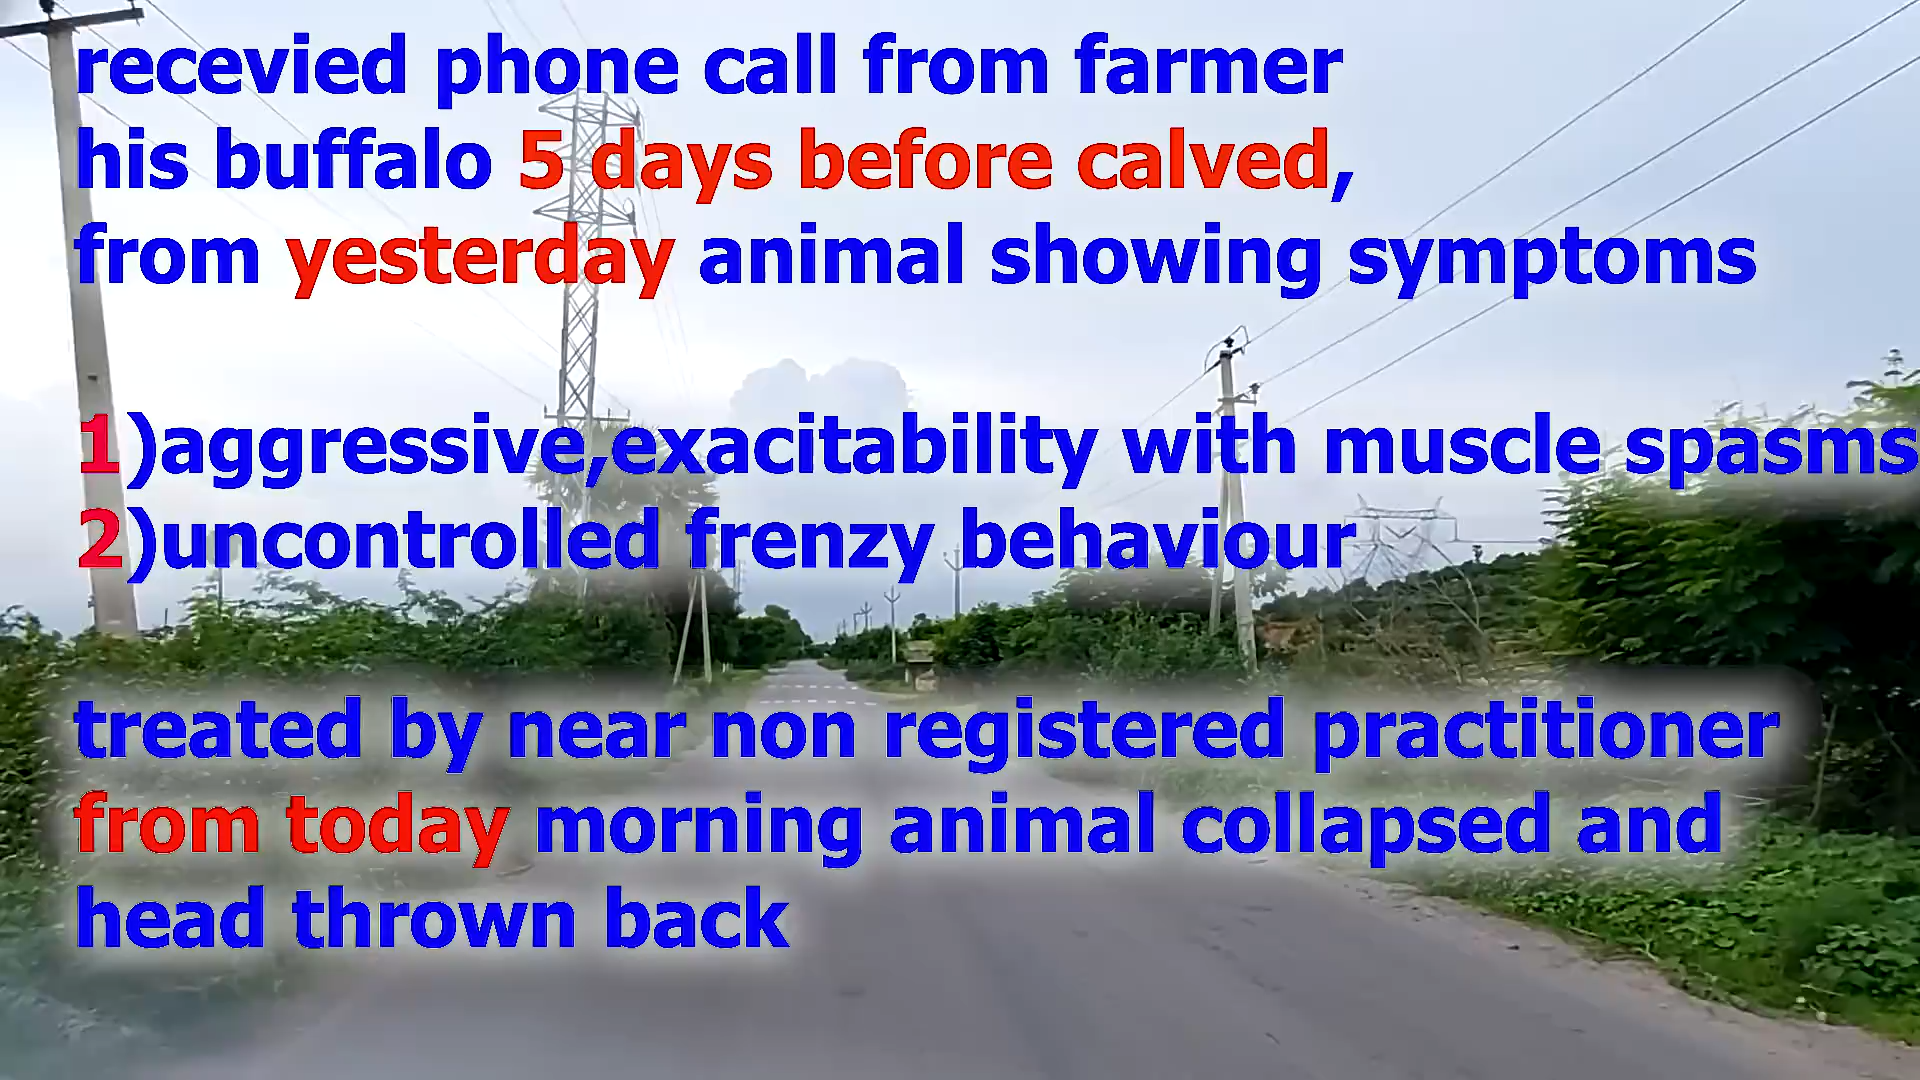 recevied phone call from farmer
his buffalo 5 days before calved,
from yesterday animal showing symptoms
1)aggressive,exacitability with muscle spasms
2)uncontrolled frenzy behaviour
treated by near non registered practitioner
from today morning animal collapsed and
head thrown back